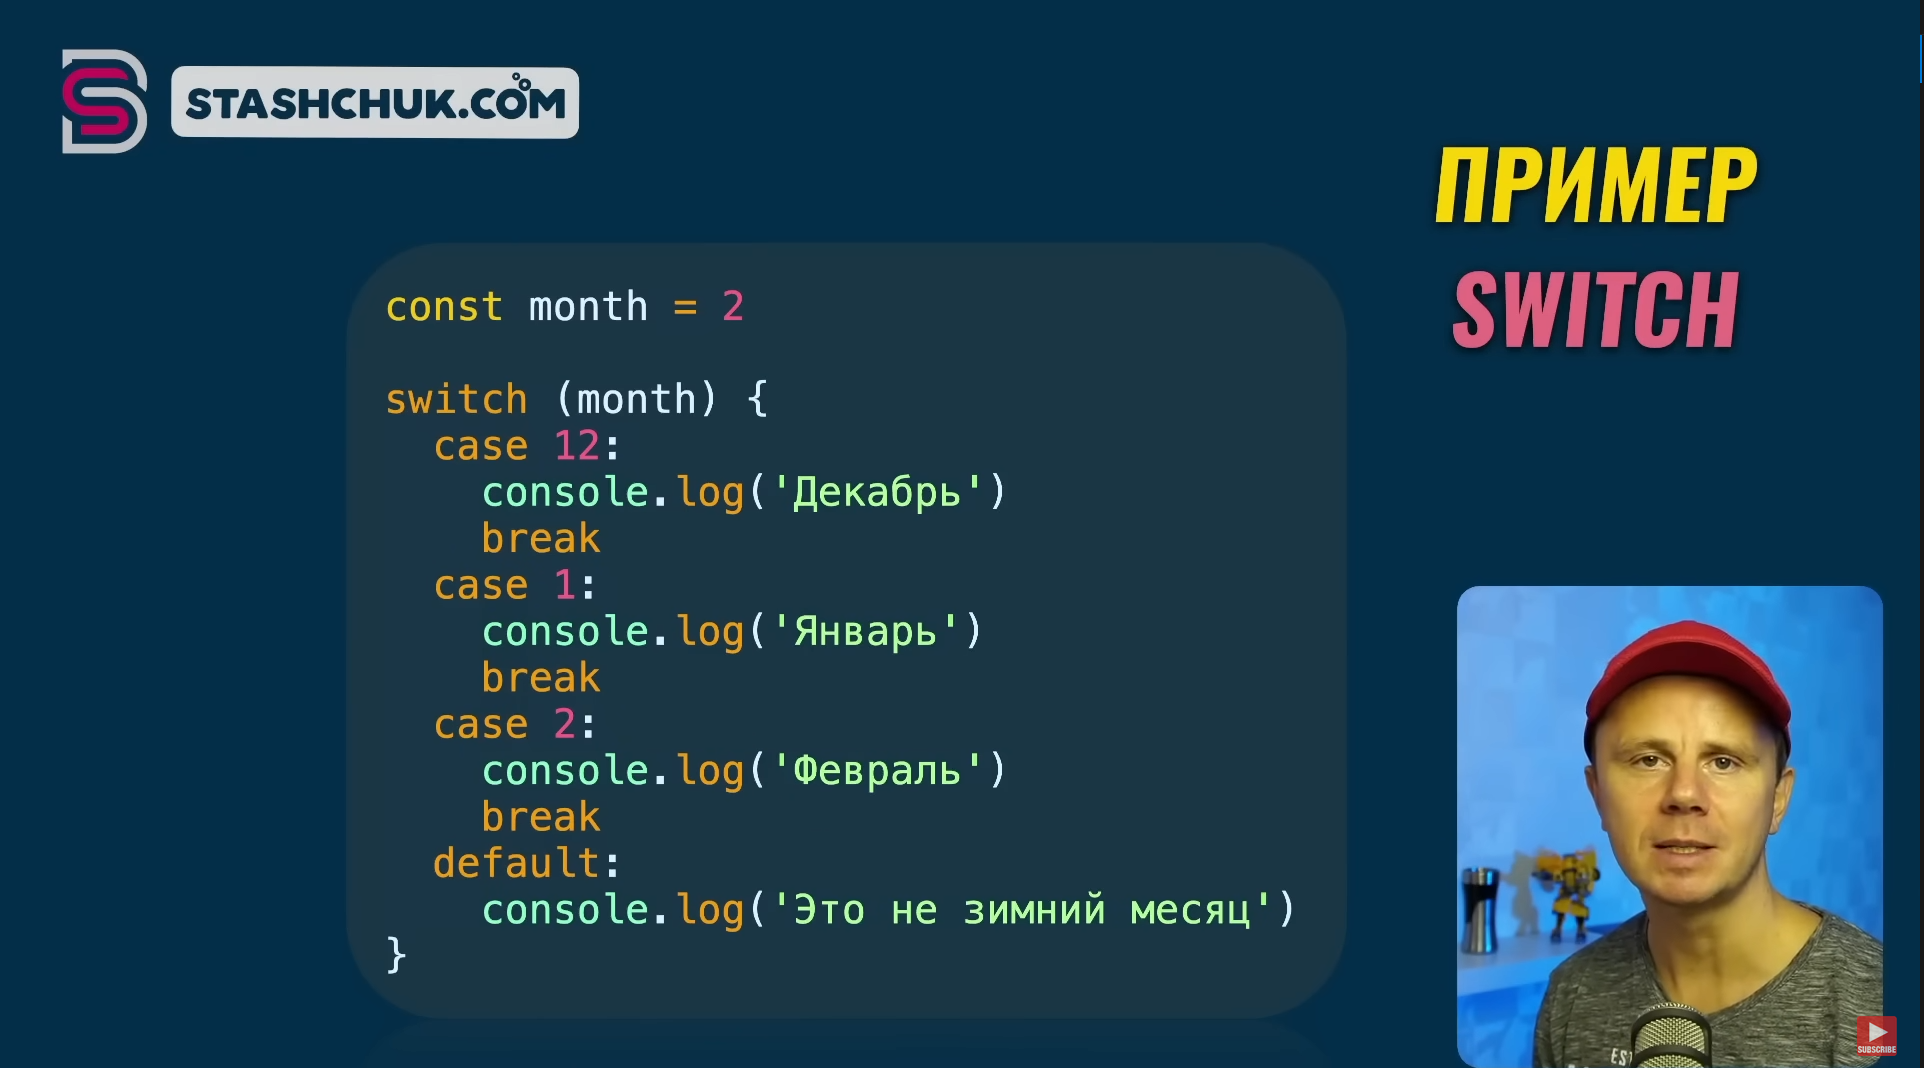 STASHCHUK.COM
ПРИМЕР
SWITCH
const month = 2
switch (month) {
  case 12:
    console.log('Декабрь')
    break
  case 1:
    console.log('Январь')
    break
  case 2:
    console.log('Февраль')
    break
  default:
    console.log('Это не зимний месяц')
}
SUBSCRIBE